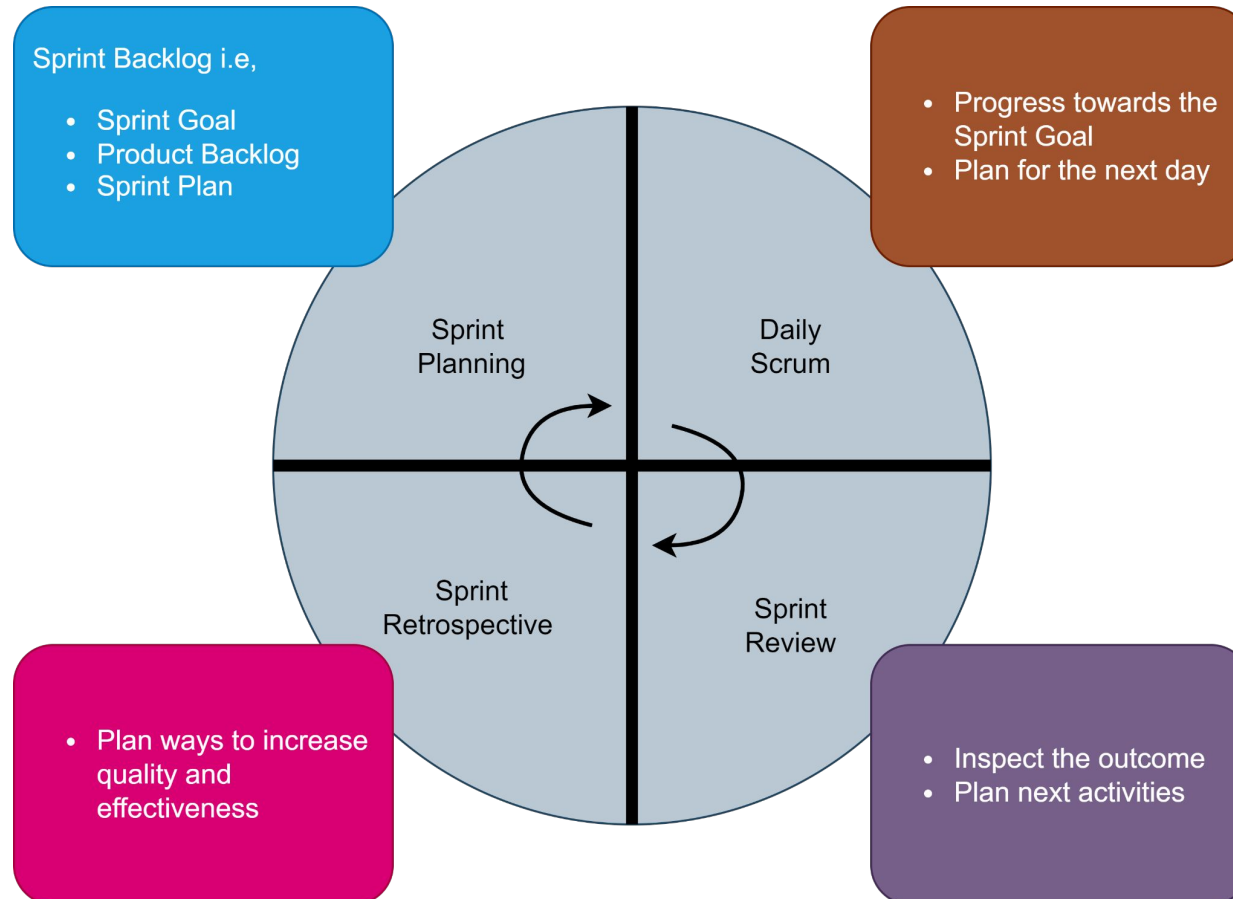 Sprint Backlog i.e,
• Sprint Goal
• Product Backlog
• Sprint Plan
• Progress towards the
Sprint Goal
• Plan for the next day
Sprint
Planning
Daily
Scrum
Sprint
Retrospective
Sprint
Review
• Plan ways to increase
quality and
effectiveness
• Inspect the outcome
• Plan next activities